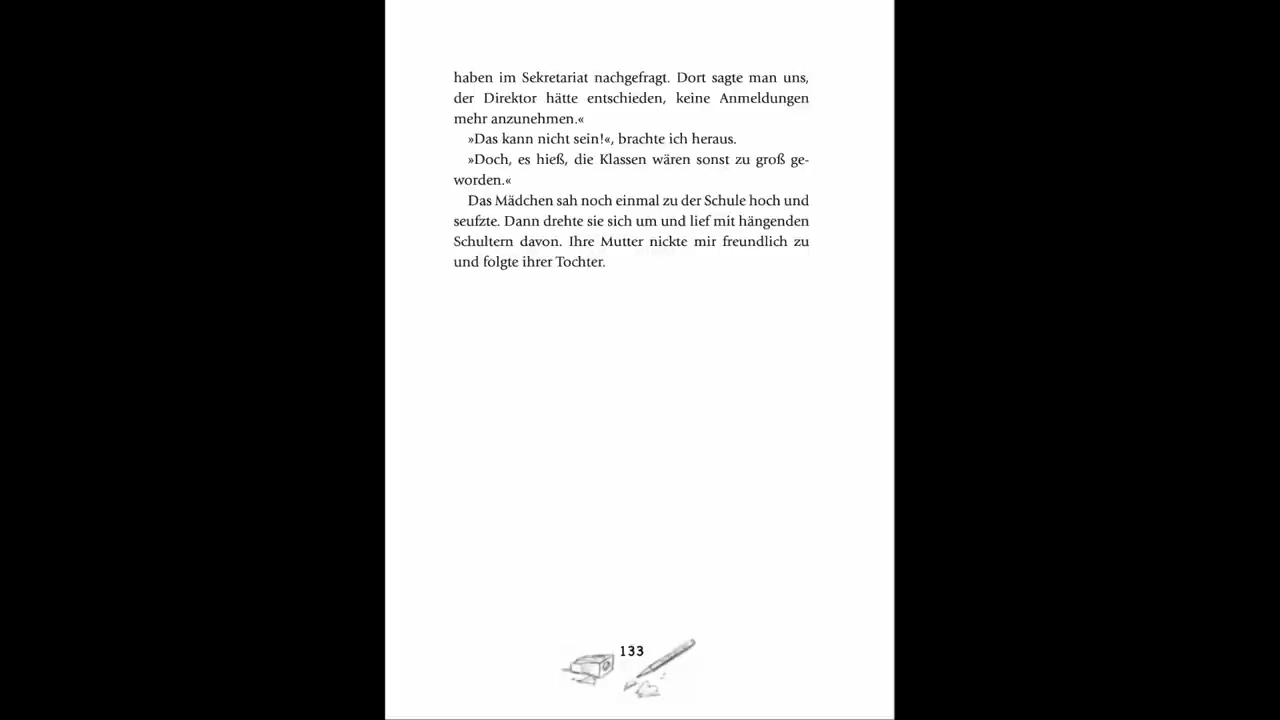 haben im Sekretariat nachgefragt. Dort sagte man uns,
der Direktor hätte entschieden, keine Anmeldungen
mehr anzunehmen.«
»Das kann nicht sein!«, brachte ich heraus.
»Doch, es hieß, die Klassen wären sonst zu groß ge-
worden.«
Das Mädchen sah noch einmal zu der Schule hoch und
seufzte. Dann drehte sie sich um und lief mit hängenden
Schultern davon. Ihre Mutter nickte mir freundlich zu
und folgte ihrer Tochter.
133